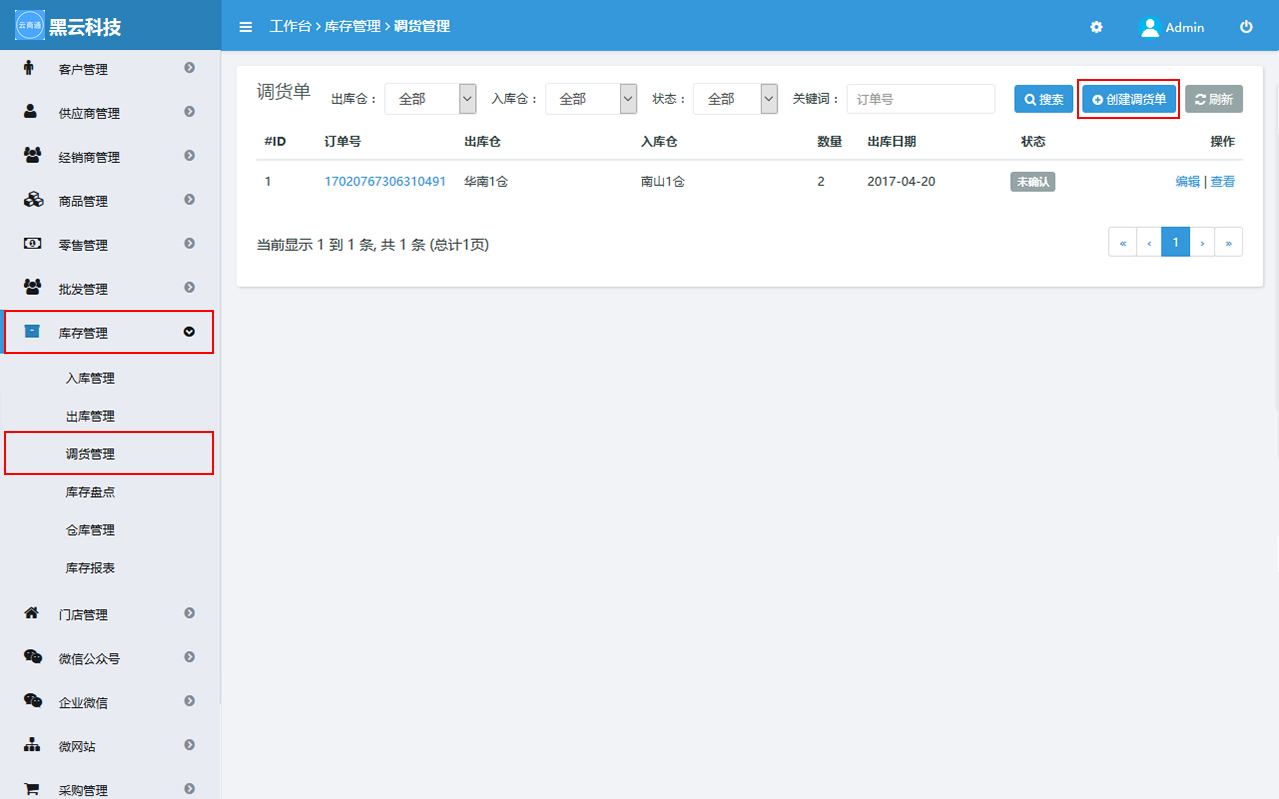 云商通 黑云科技
工作台 › 库存管理 › 调货管理
Admin
客户管理
供应商管理
经销商管理
商品管理
零售管理
批发管理
库存管理
入库管理
出库管理
调货管理
库存盘点
仓库管理
库存报表
门店管理
微信公众号
企业微信
微网站
采购管理
调货单 出库仓： 全部 入库仓： 全部 状态： 全部 关键词： 订单号 搜索 创建调货单 刷新
#ID 订单号 出库仓 入库仓 数量 出库日期 状态 操作
1 17020767306310491 华南1仓 南山1仓 2 2017-04-20 未确认 编辑 | 查看
当前显示 1 到 1 条, 共 1 条 (总计1页) « ‹ 1 › »